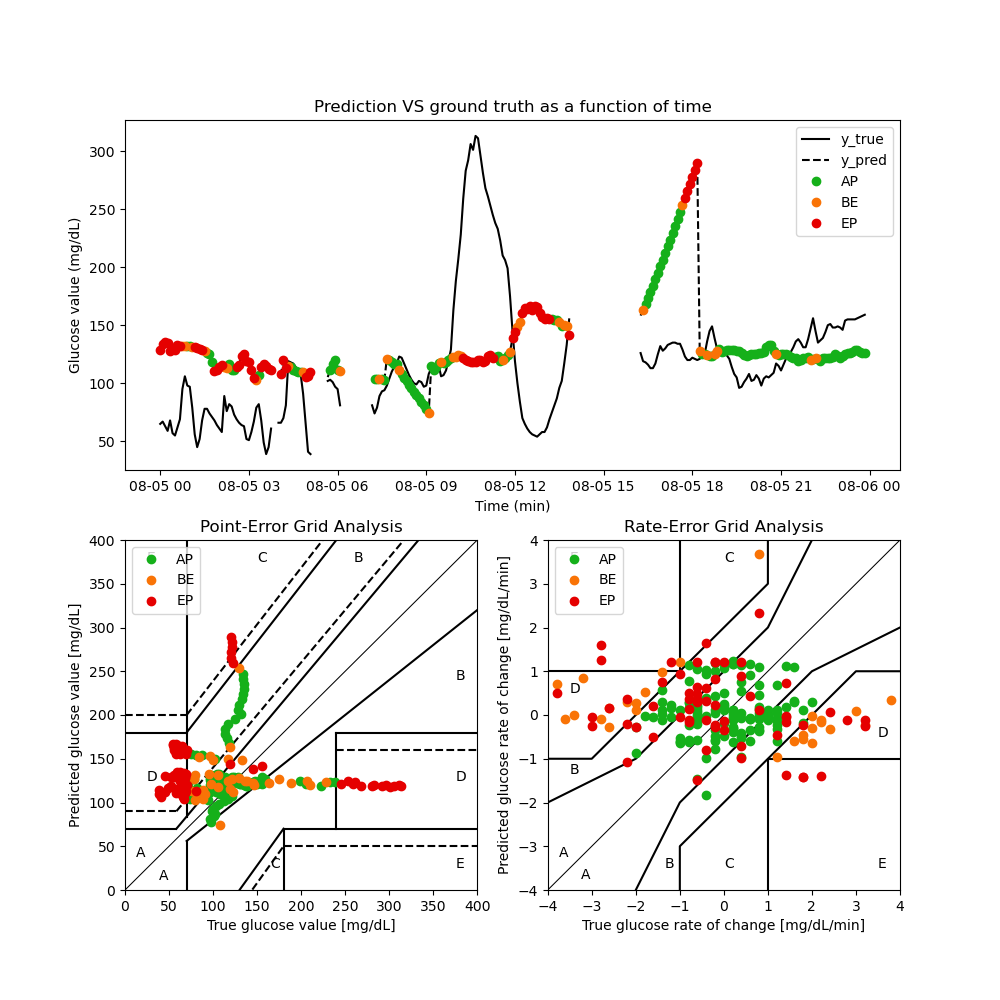 Prediction VS ground truth as a function of time
Glucose value (mg/dL)
300
250
200
150
100
50
y_true
y_pred
AP
BE
EP
08-05 00 08-05 03 08-05 06 08-05 09 08-05 12 08-05 15 08-05 18 08-05 21 08-06 00
Time (min)
Point-Error Grid Analysis
Predicted glucose value [mg/dL]
400
350
300
250
200
150
100
50
0
AP
BE
EP
C
B
B
D
D
A
A
C
E
0 50 100 150 200 250 300 350 400
True glucose value [mg/dL]
Rate-Error Grid Analysis
Predicted glucose rate of change [mg/dL/min]
4
3
2
1
0
−1
−2
−3
−4
AP
BE
EP
C
D
D
B
A
A
B
C
E
−4 −3 −2 −1 0 1 2 3 4
True glucose rate of change [mg/dL/min]